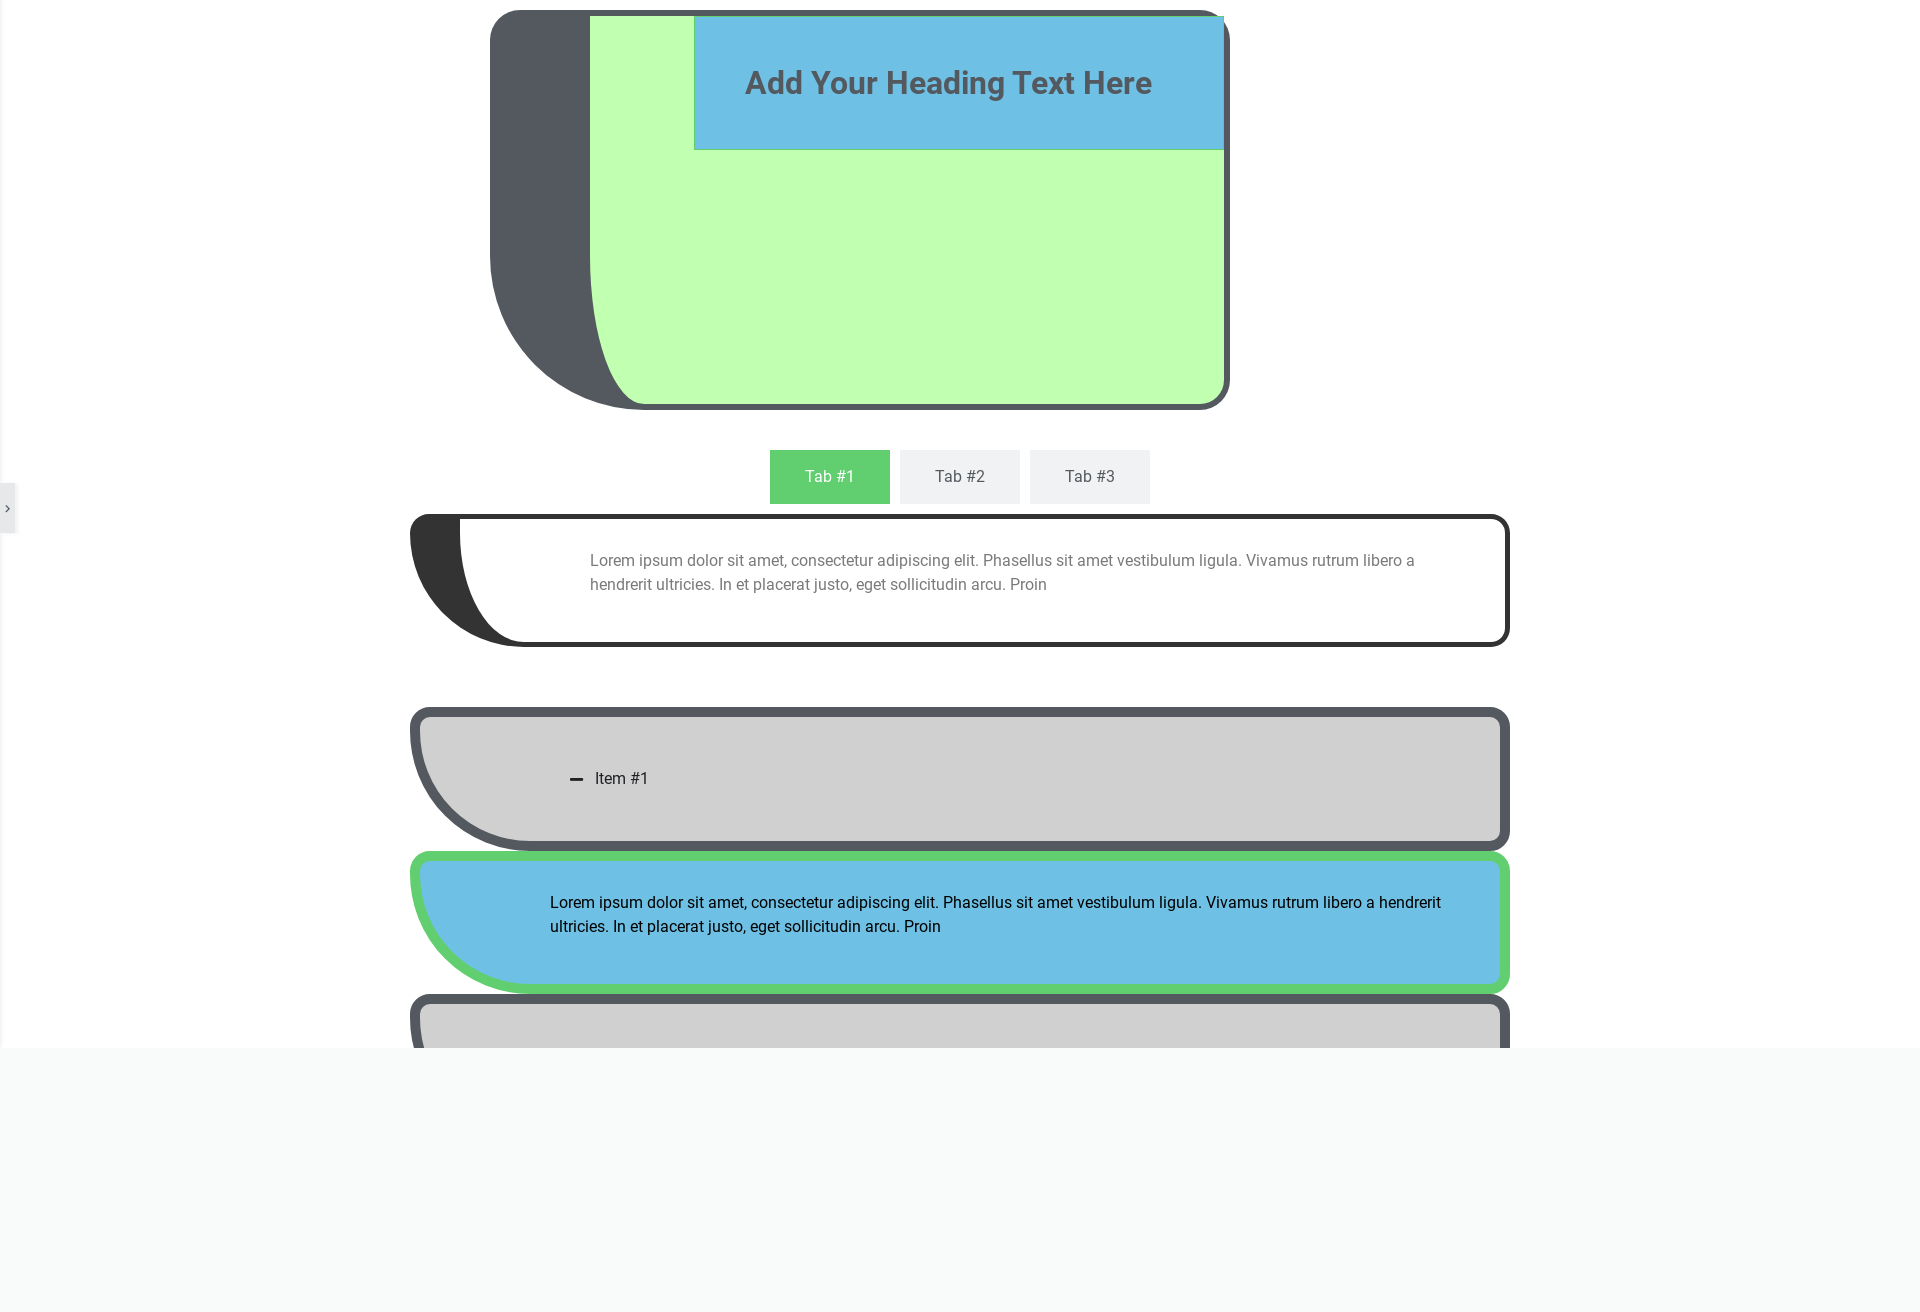 Add Your Heading Text Here
Tab #1
Tab #2
Tab #3
Lorem ipsum dolor sit amet, consectetur adipiscing elit. Phasellus sit amet vestibulum ligula. Vivamus rutrum libero a
hendrerit ultricies. In et placerat justo, eget sollicitudin arcu. Proin
Item #1
Lorem ipsum dolor sit amet, consectetur adipiscing elit. Phasellus sit amet vestibulum ligula. Vivamus rutrum libero a hendrerit
ultricies. In et placerat justo, eget sollicitudin arcu. Proin